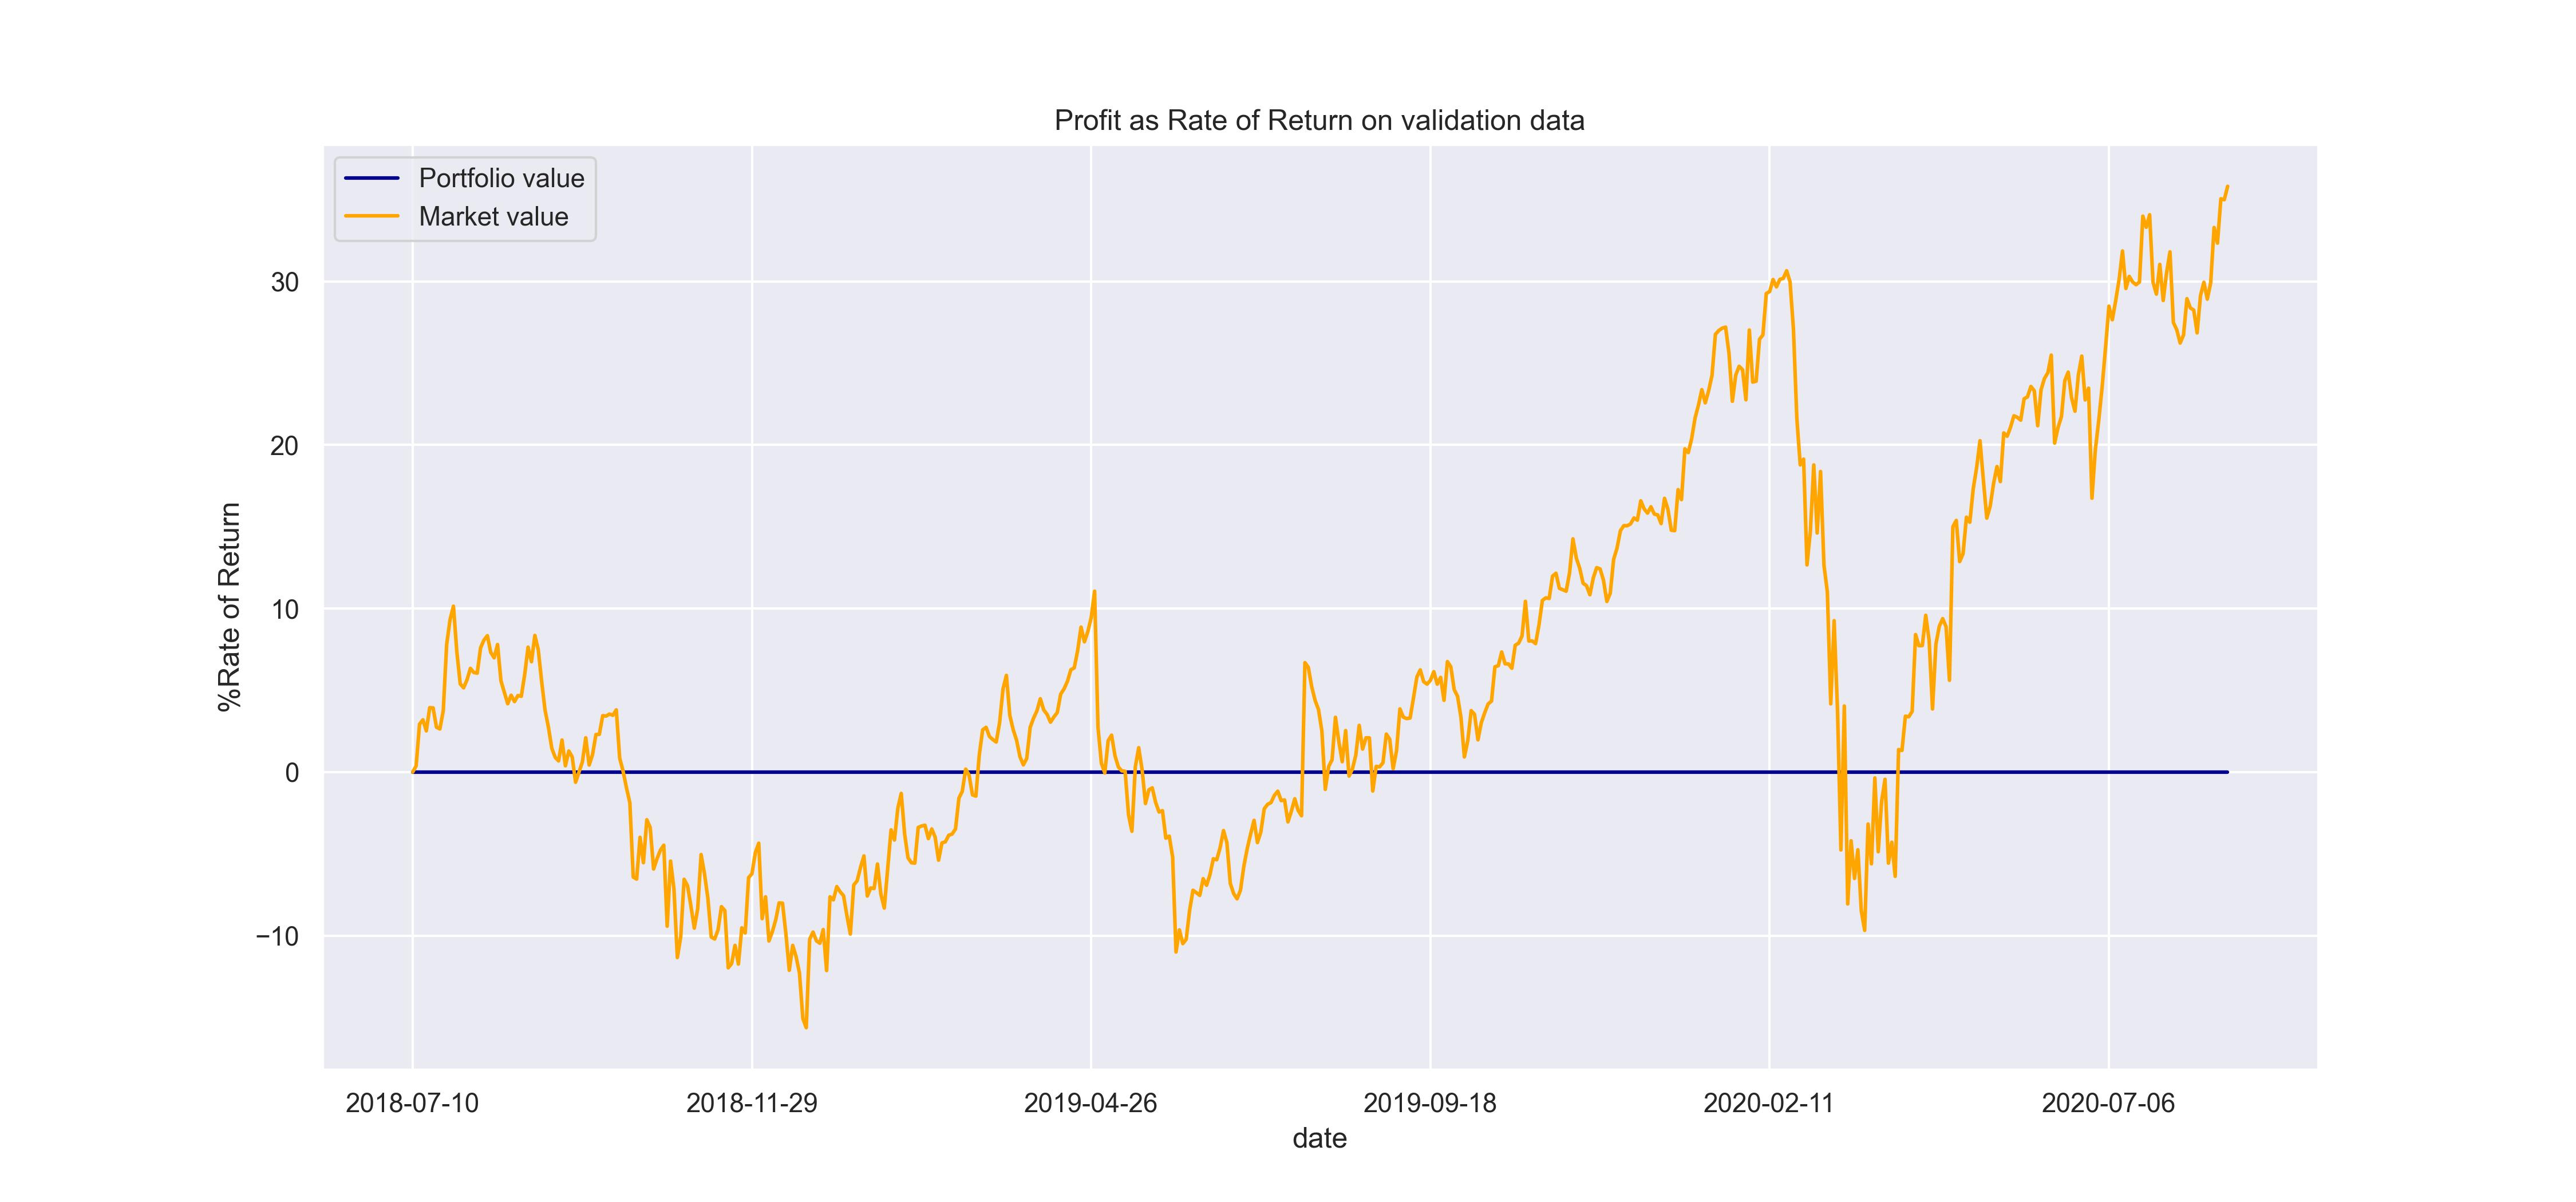 Profit as Rate of Return on validation data
Portfolio value
Market value
%Rate of Return
30
20
10
0
−10
2018-07-10
2018-11-29
2019-04-26
2019-09-18
2020-02-11
2020-07-06
date